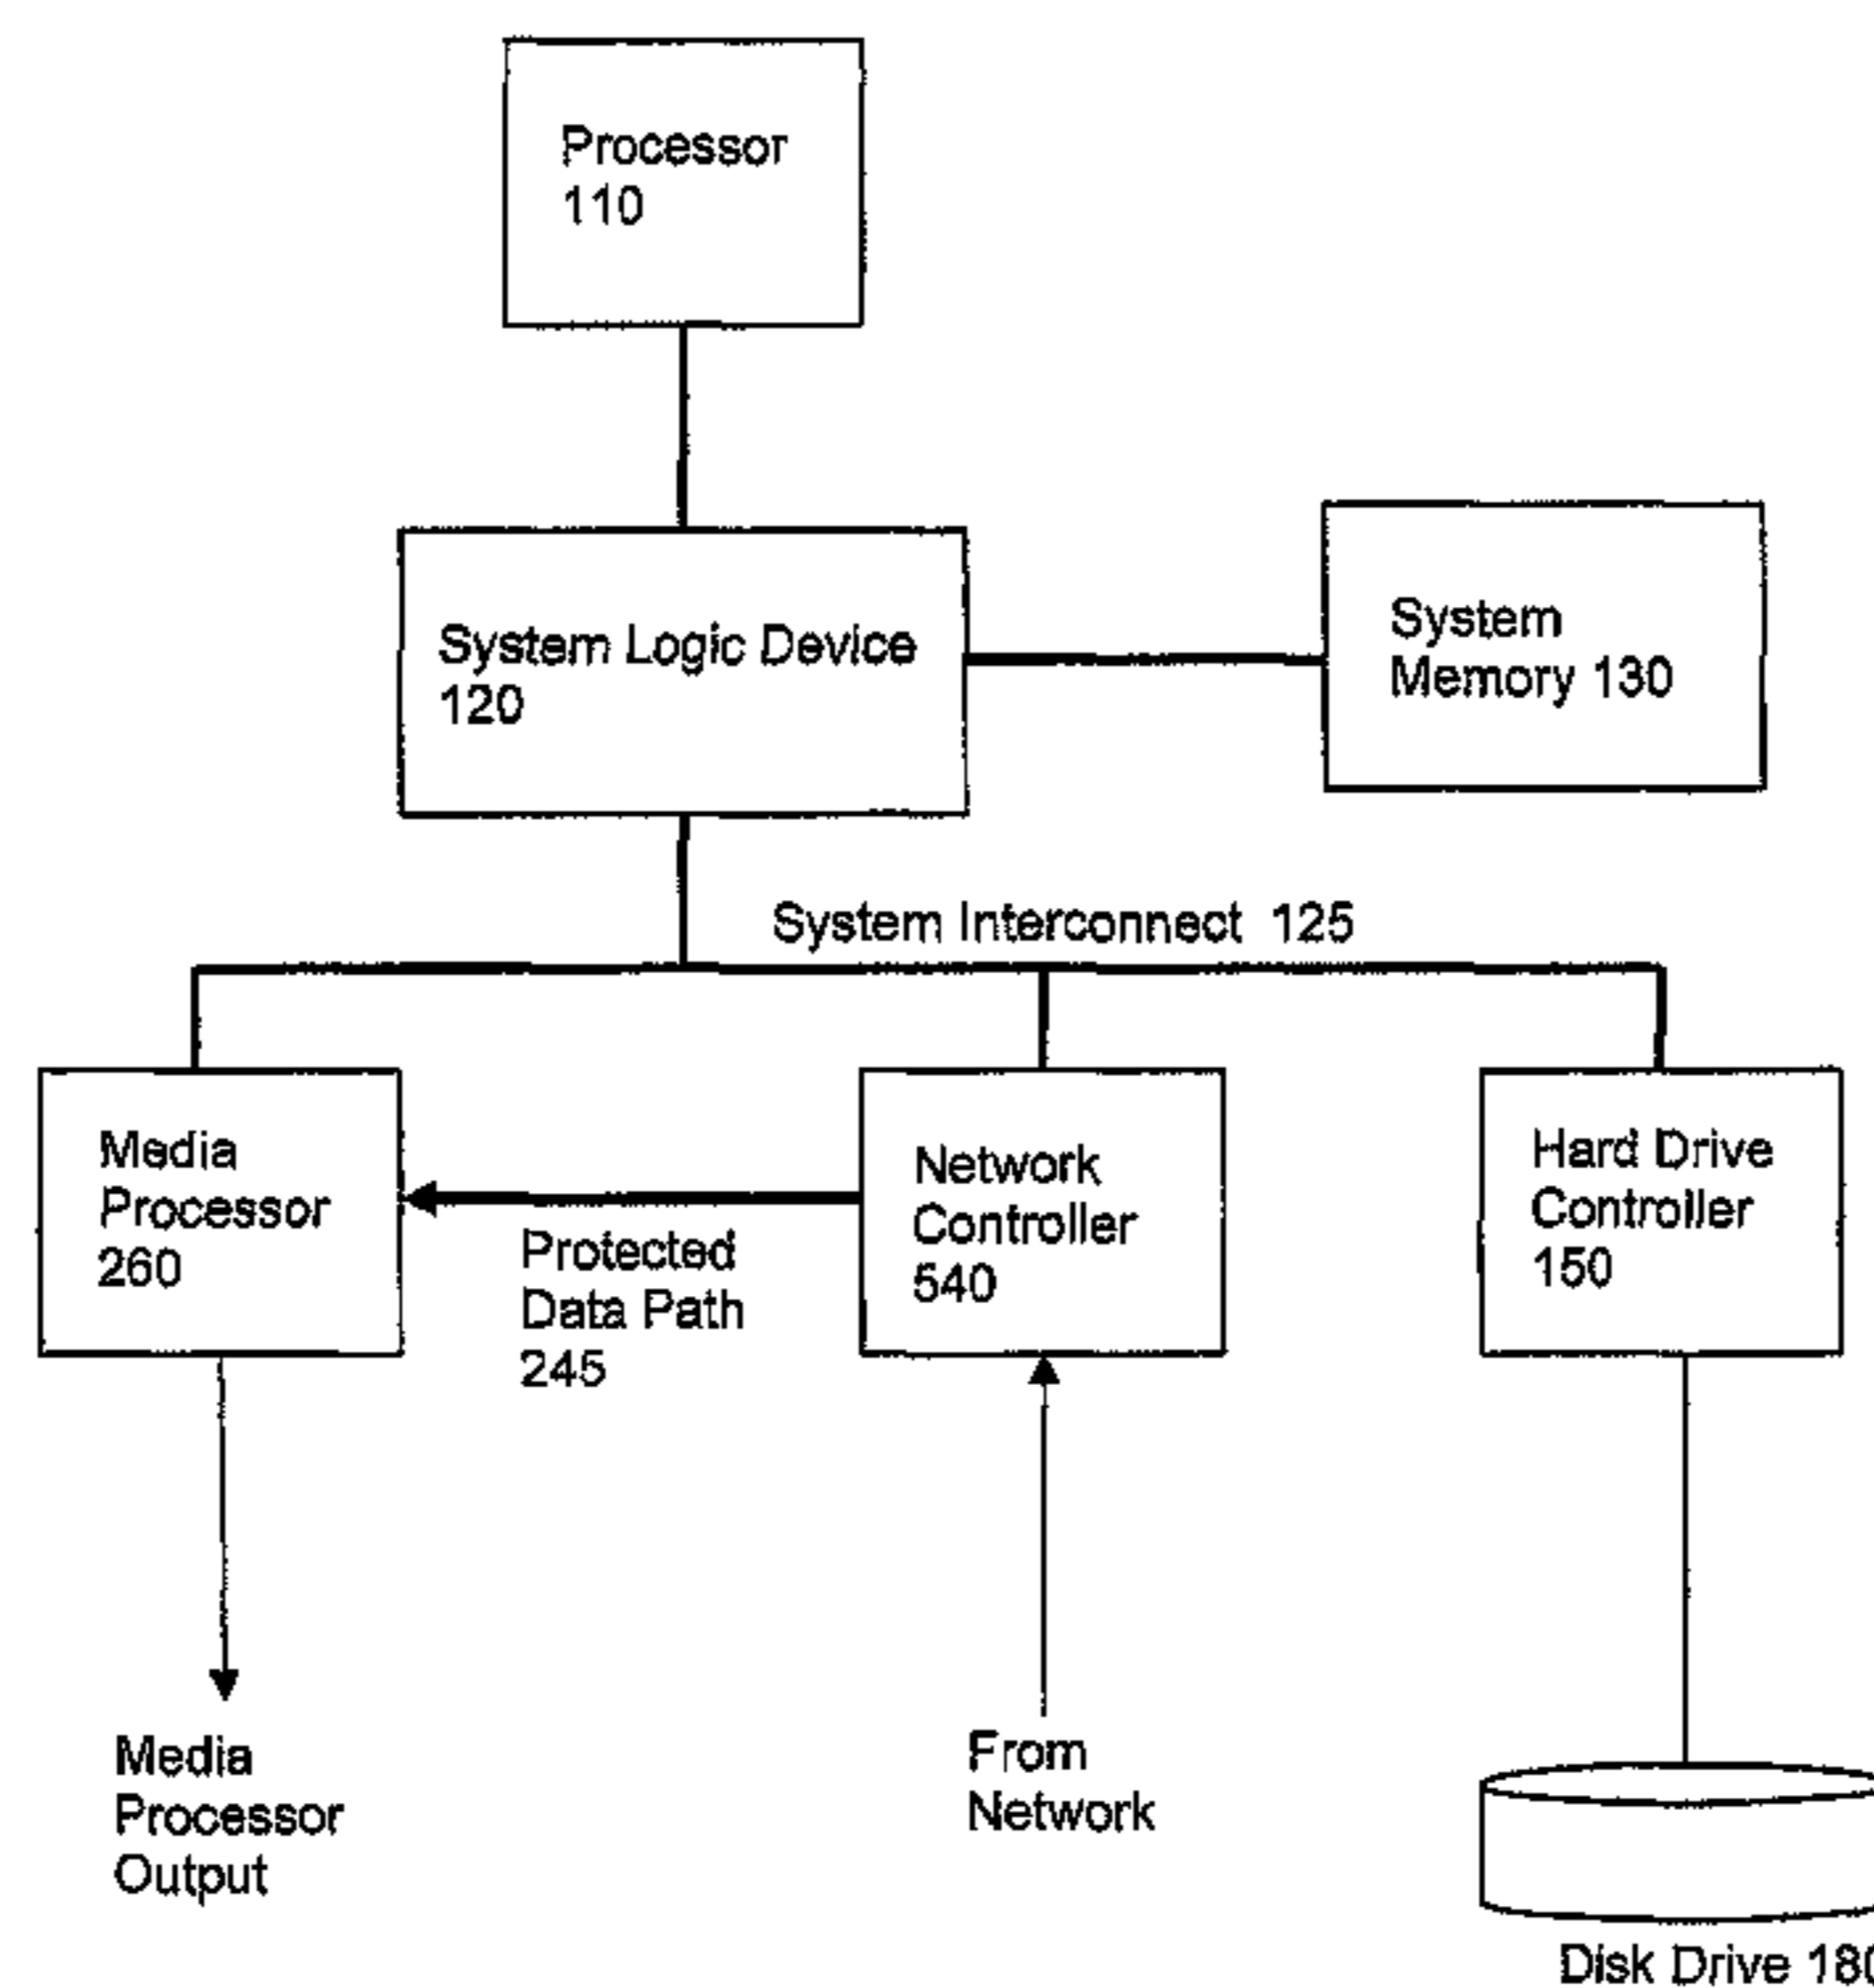 Processor
110
System Logic Device
120
System
Memory 130
System Interconnect 125
Media
Processor
260
Protected
Data Path
245
Network
Controller
540
Hard Drive
Controller
150
Media
Processor
Output
From
Network
Disk Drive